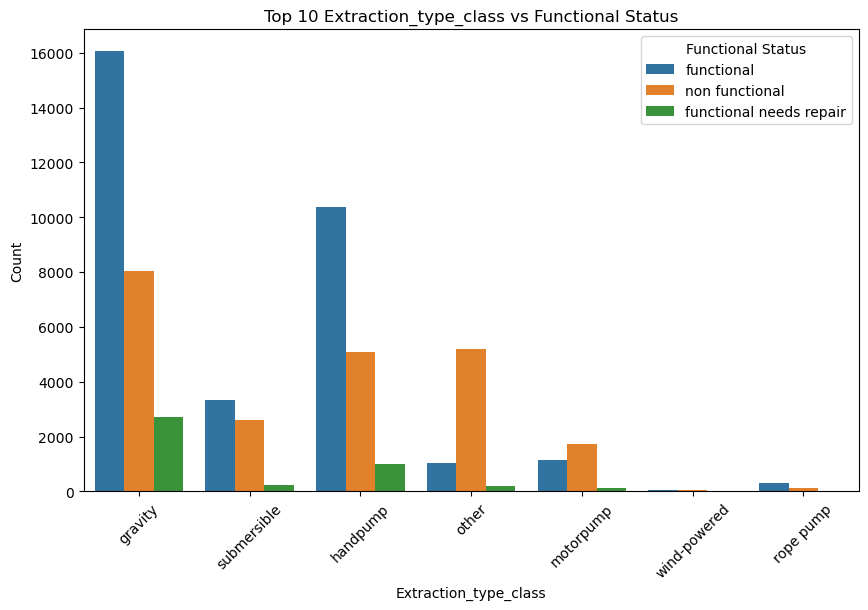 Top 10 Extraction_type_class vs Functional Status
Functional Status
functional
non functional
functional needs repair
Count
16000
14000
12000
10000
8000
6000
4000
2000
0
gravity
submersible
handpump
other
motorpump
wind-powered
rope pump
Extraction_type_class